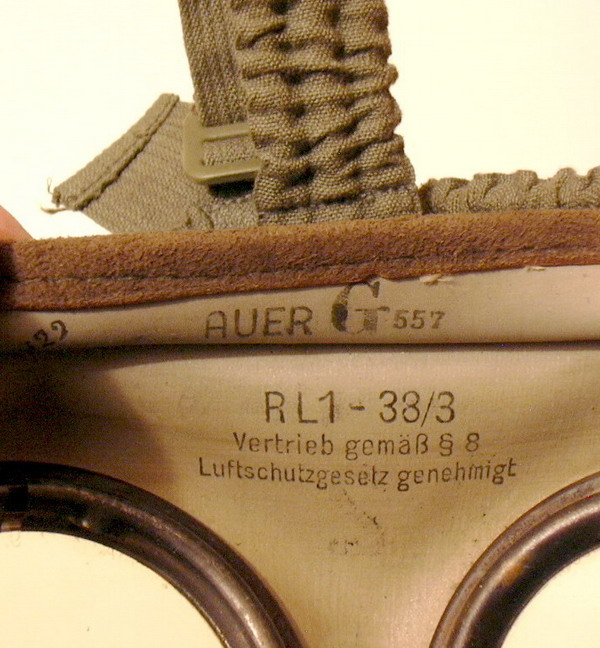 AUER G 557
RL1-38/3
Vertrieb gemäß § 8
Luftschutzgesetz genehmigt